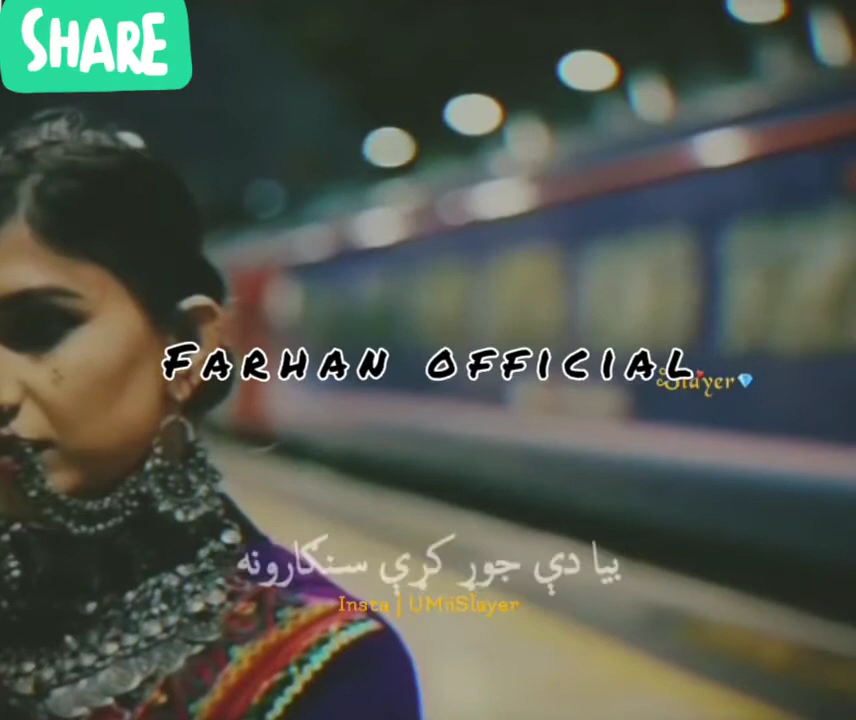 SHARE
FARHAN OFFICIAL
Slayer
بيا دې جوړ کړې سنګارونه
Insta | UMiiSlayer